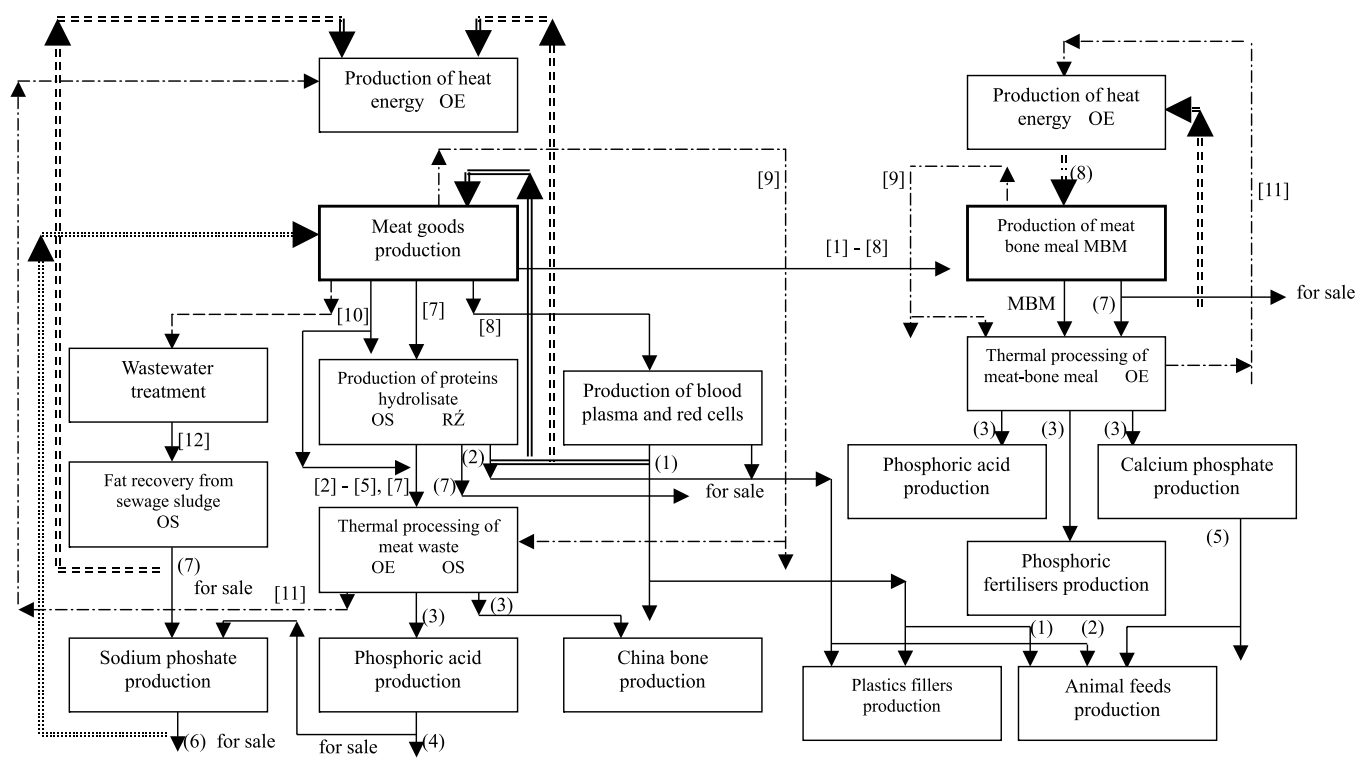 Production of heat
energy OE
Production of heat
energy OE
[9]
[9]
(8)
[11]
Meat goods
production
Production of meat
bone meal MBM
[1] - [8]
for sale
[10]
[7]
[8]
MBM
(7)
Wastewater
treatment
Production of proteins
hydrolisate
OS RŹ
Production of blood
plasma and red cells
Thermal processing of
meat-bone meal OE
[12]
(2)
(1)
(3)
(3)
(3)
Fat recovery from
sewage sludge
OS
[2] - [5], [7]
(7)
for sale
Phosphoric acid
production
Calcium phosphate
production
Thermal processing of
meat waste
OE OS
(5)
(7)
for sale
[11]
(3)
(3)
Phosphoric
fertilisers production
(1)
(2)
Sodium phoshate
production
Phosphoric acid
production
China bone
production
Plastics fillers
production
Animal feeds
production
(6) for sale
for sale
(4)